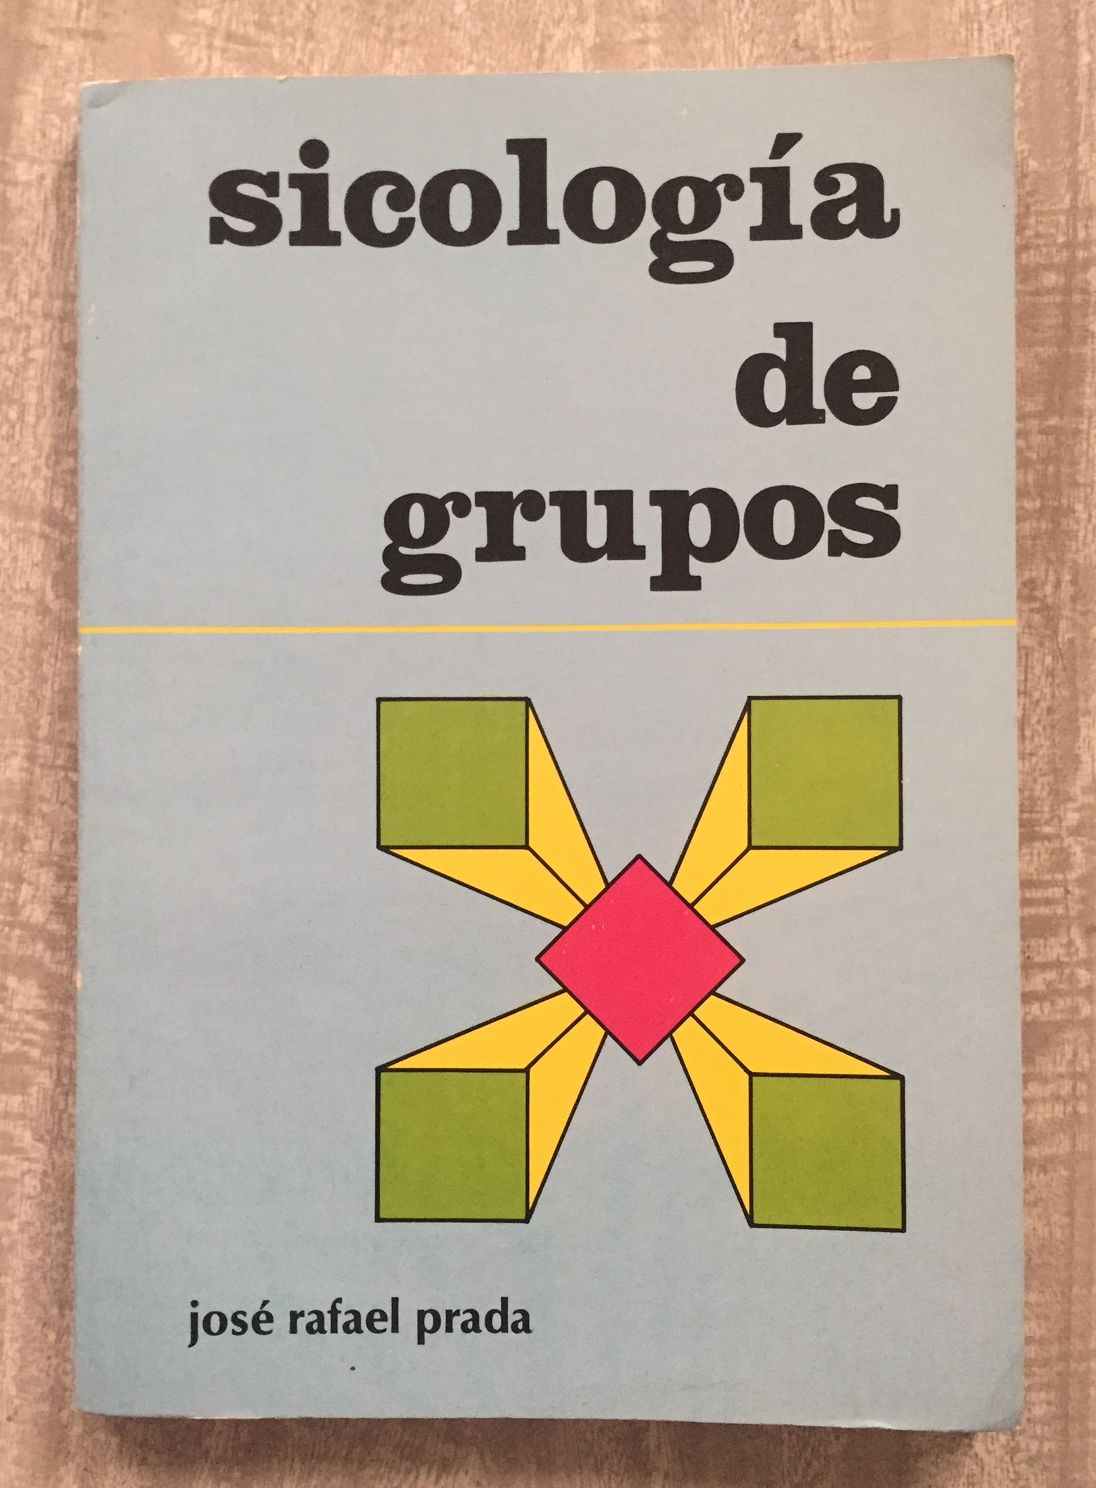 sicología
de
grupos
josé rafael prada